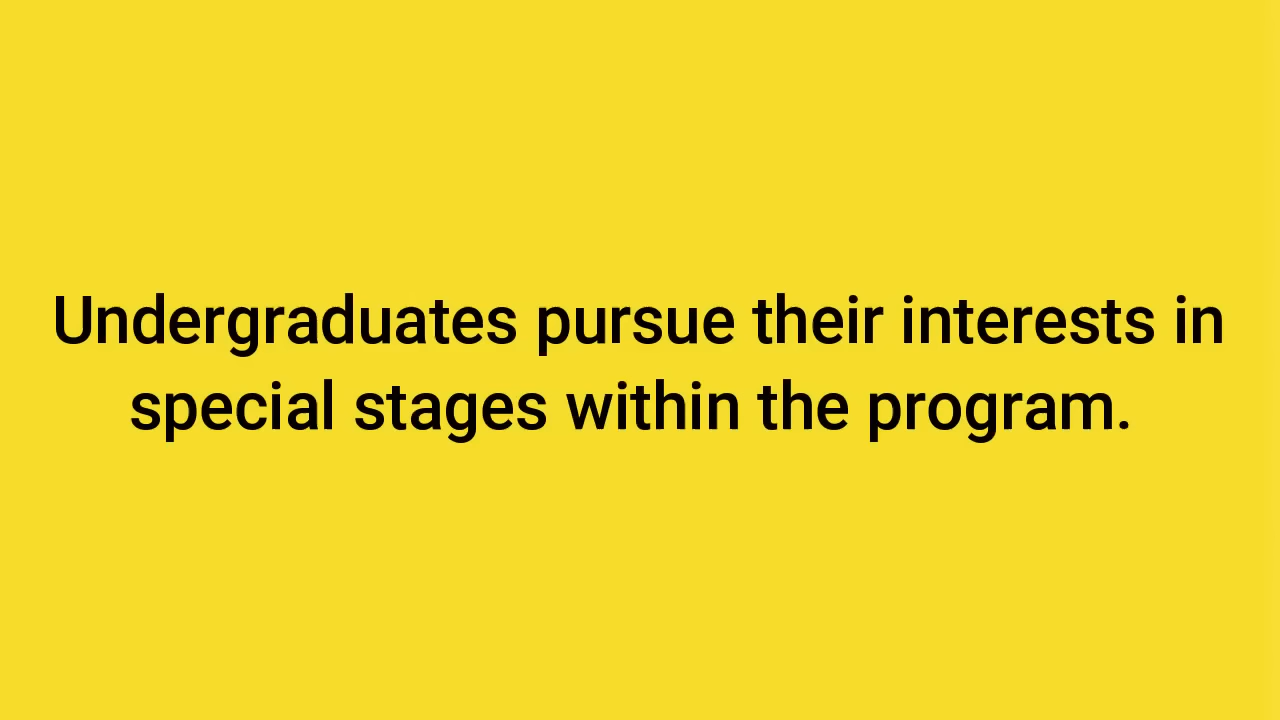 Undergraduates pursue their interests in
special stages within the program.